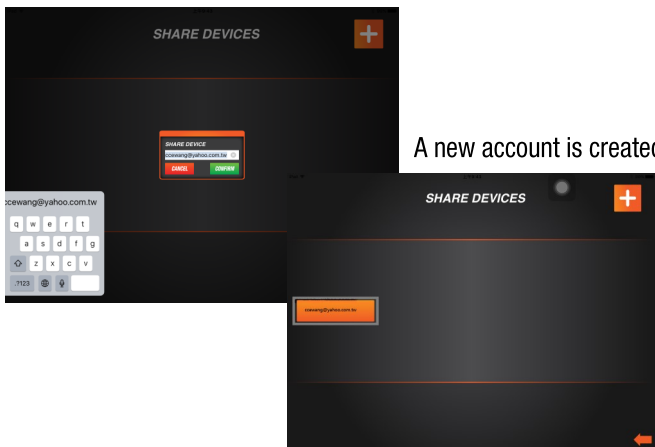 SHARE DEVICES
+
SHARE DEVICE
ccewang@yahoo.com.tw
CANCEL
CONFIRM
ccewang@yahoo.com.tw
q w e r t
a s d f g
z x c v
.?123
A new account is created
SHARE DEVICES
+
ccewang@yahoo.com.tw